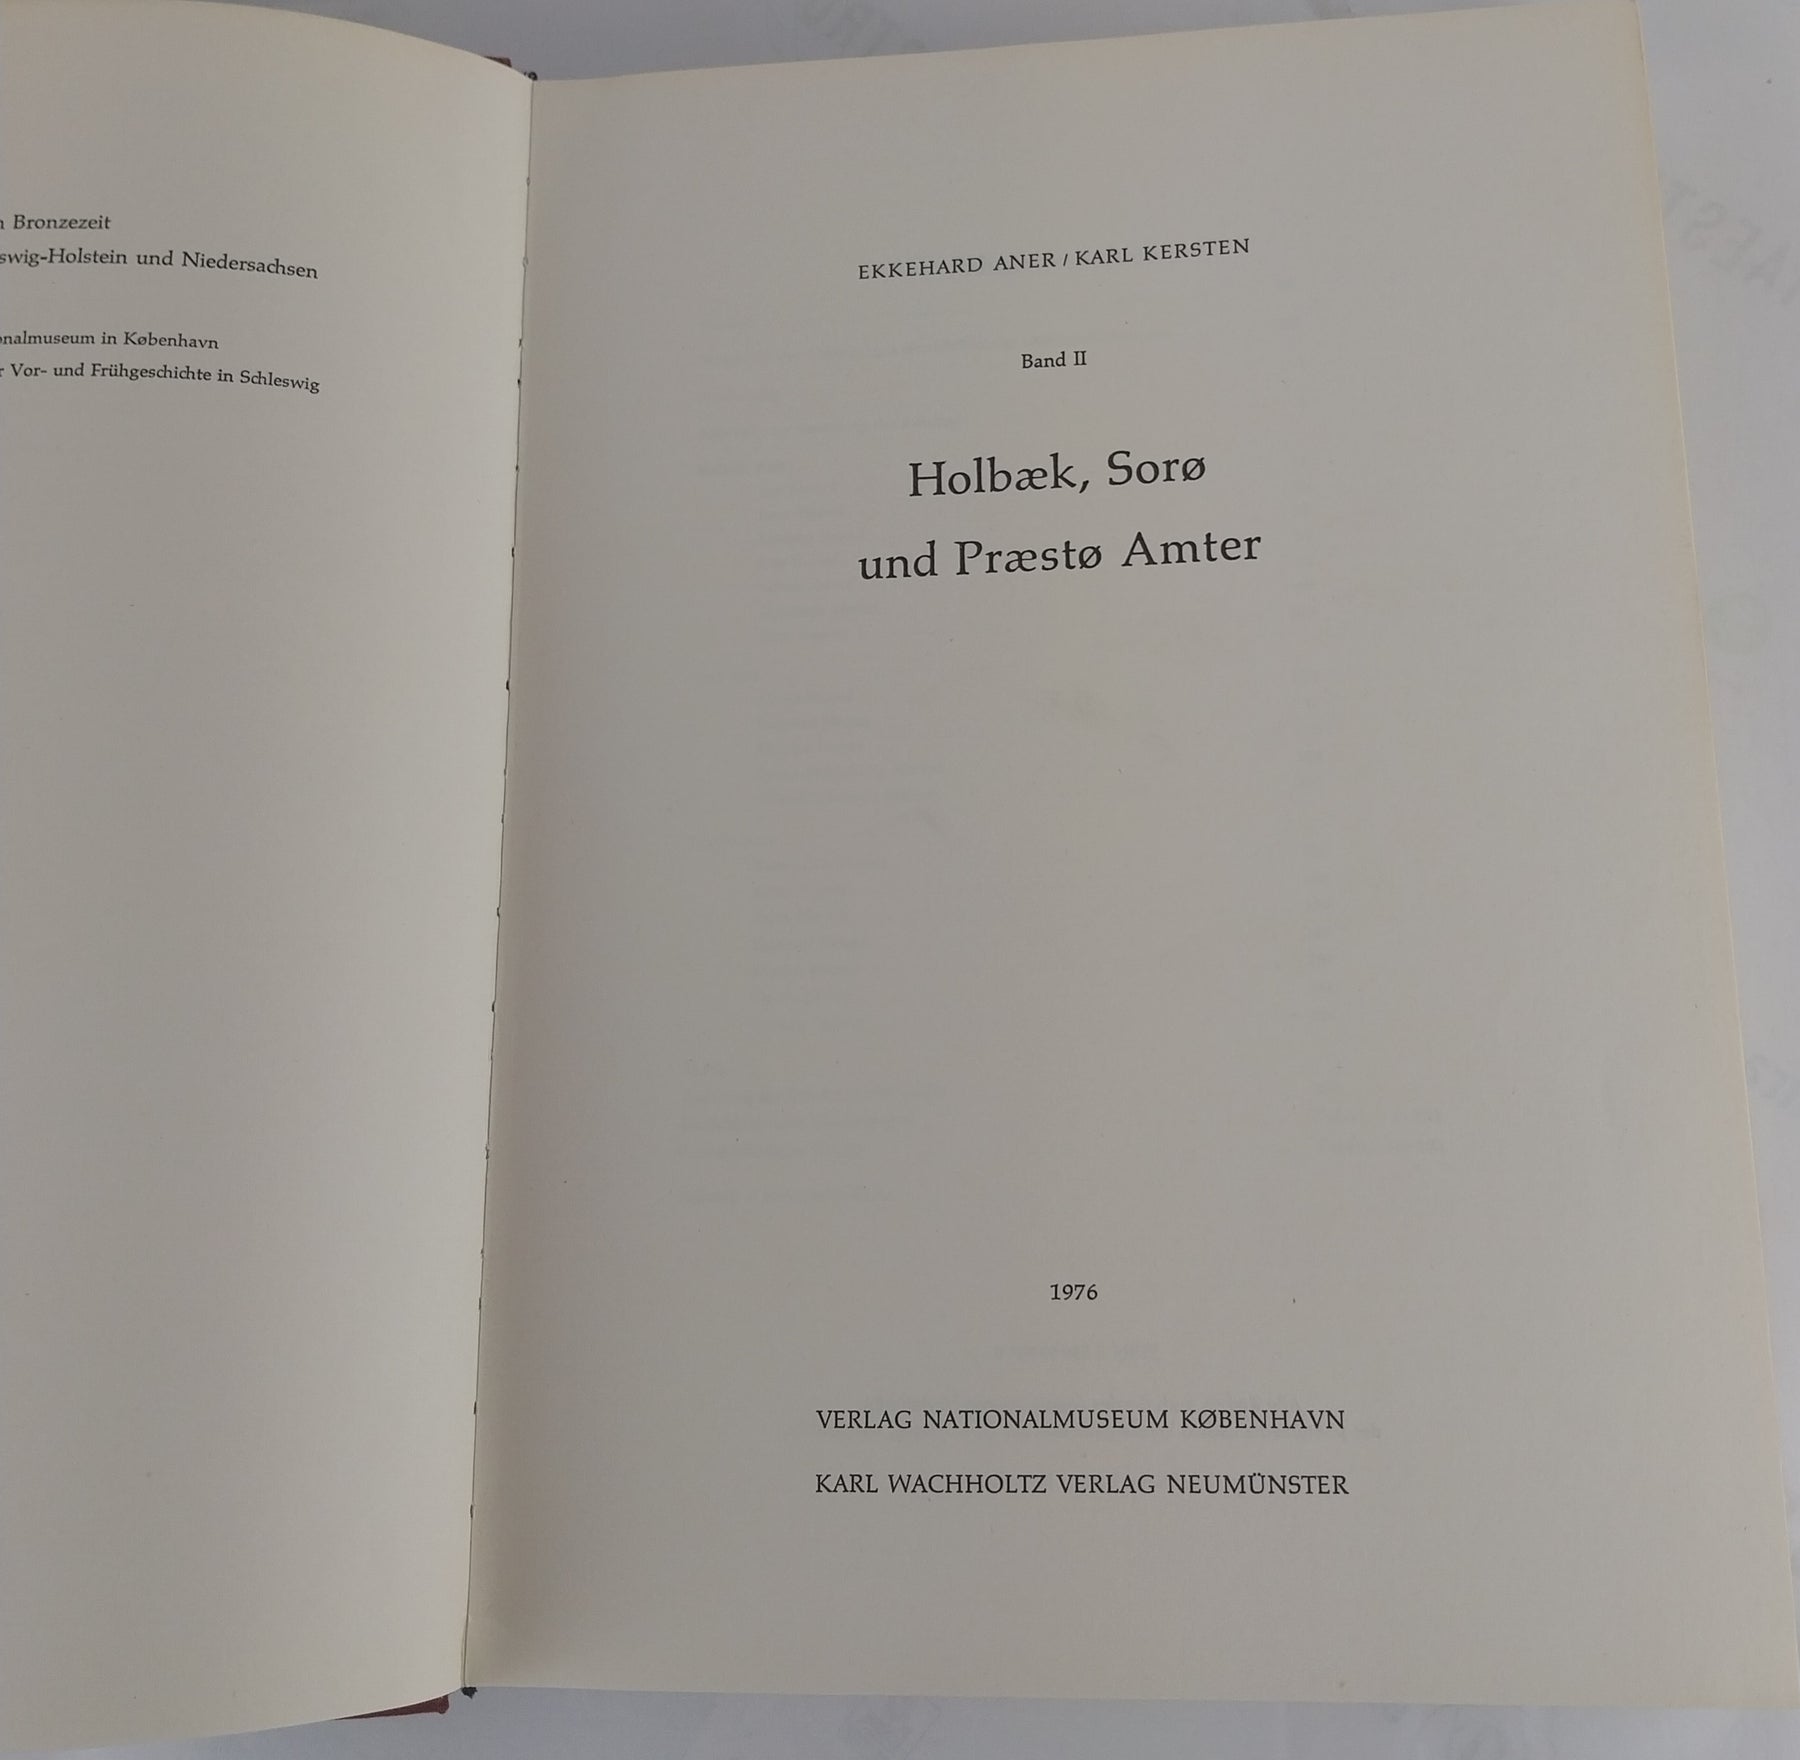 Bronzezeit
swig-Holstein und Niedersachsen
onalmuseum in København
r Vor- und Frühgeschichte in Schleswig
EKKEHARD ANER / KARL KERSTEN
Band II
Holbæk, Sorø
und Præstø Amter
1976
VERLAG NATIONALMUSEUM KØBENHAVN
KARL WACHHOLTZ VERLAG NEUMÜNSTER